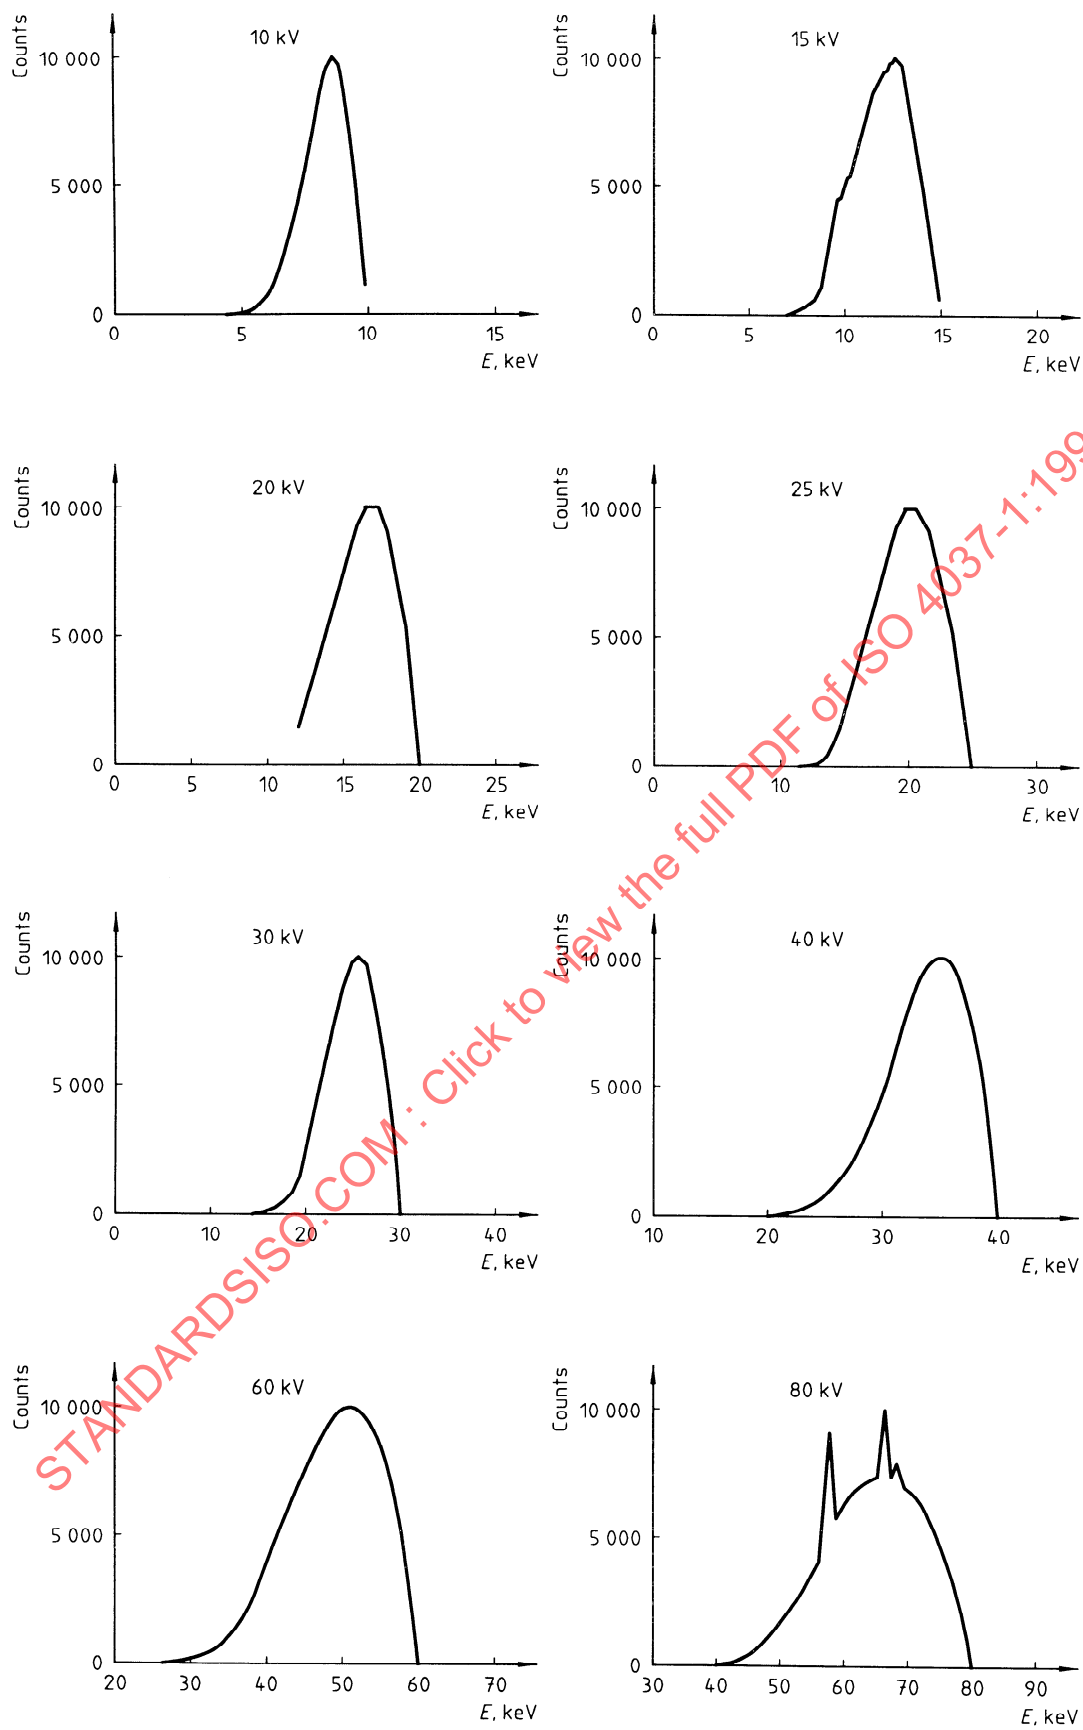 Counts
10 kV
10 000
5 000
0
0 5 10 15
E, keV
Counts
15 kV
10 000
5 000
0
0 5 10 15 20
E, keV
Counts
20 kV
10 000
5 000
0
0 5 10 15 20 25
E, keV
Counts
25 kV
10 000
5 000
0
0 10 20 30
E, keV
Counts
30 kV
10 000
5 000
0
0 10 20 30 40
E, keV
Counts
40 kV
10 000
5 000
0
10 20 30 40
E, keV
Counts
60 kV
10 000
5 000
0
20 30 40 50 60 70
E, keV
Counts
80 kV
10 000
5 000
0
30 40 50 60 70 80 90
E, keV
STANDARDSISO.COM : Click to view the full PDF of ISO 4037-1:199